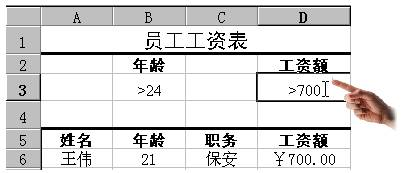 A B C D
1 员工工资表
2 年龄 工资额
3 >24 >700
4
5 姓名 年龄 职务 工资额
6 王伟 21 保安 ￥700.00